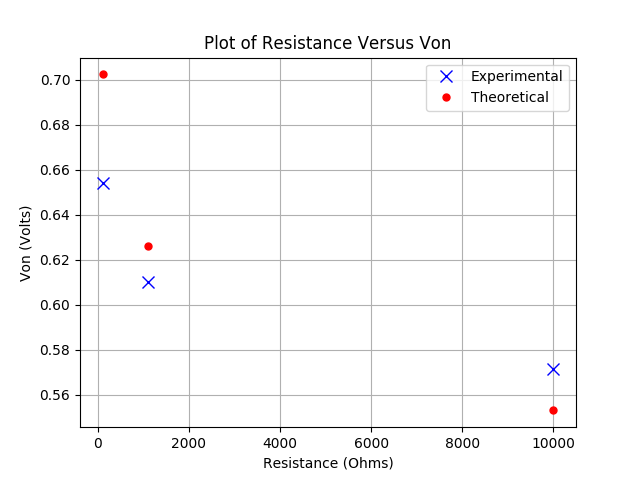 Plot of Resistance Versus Von
Experimental
Theoretical
Von (Volts)
0.70
0.68
0.66
0.64
0.62
0.60
0.58
0.56
0
2000
4000
6000
8000
10000
Resistance (Ohms)